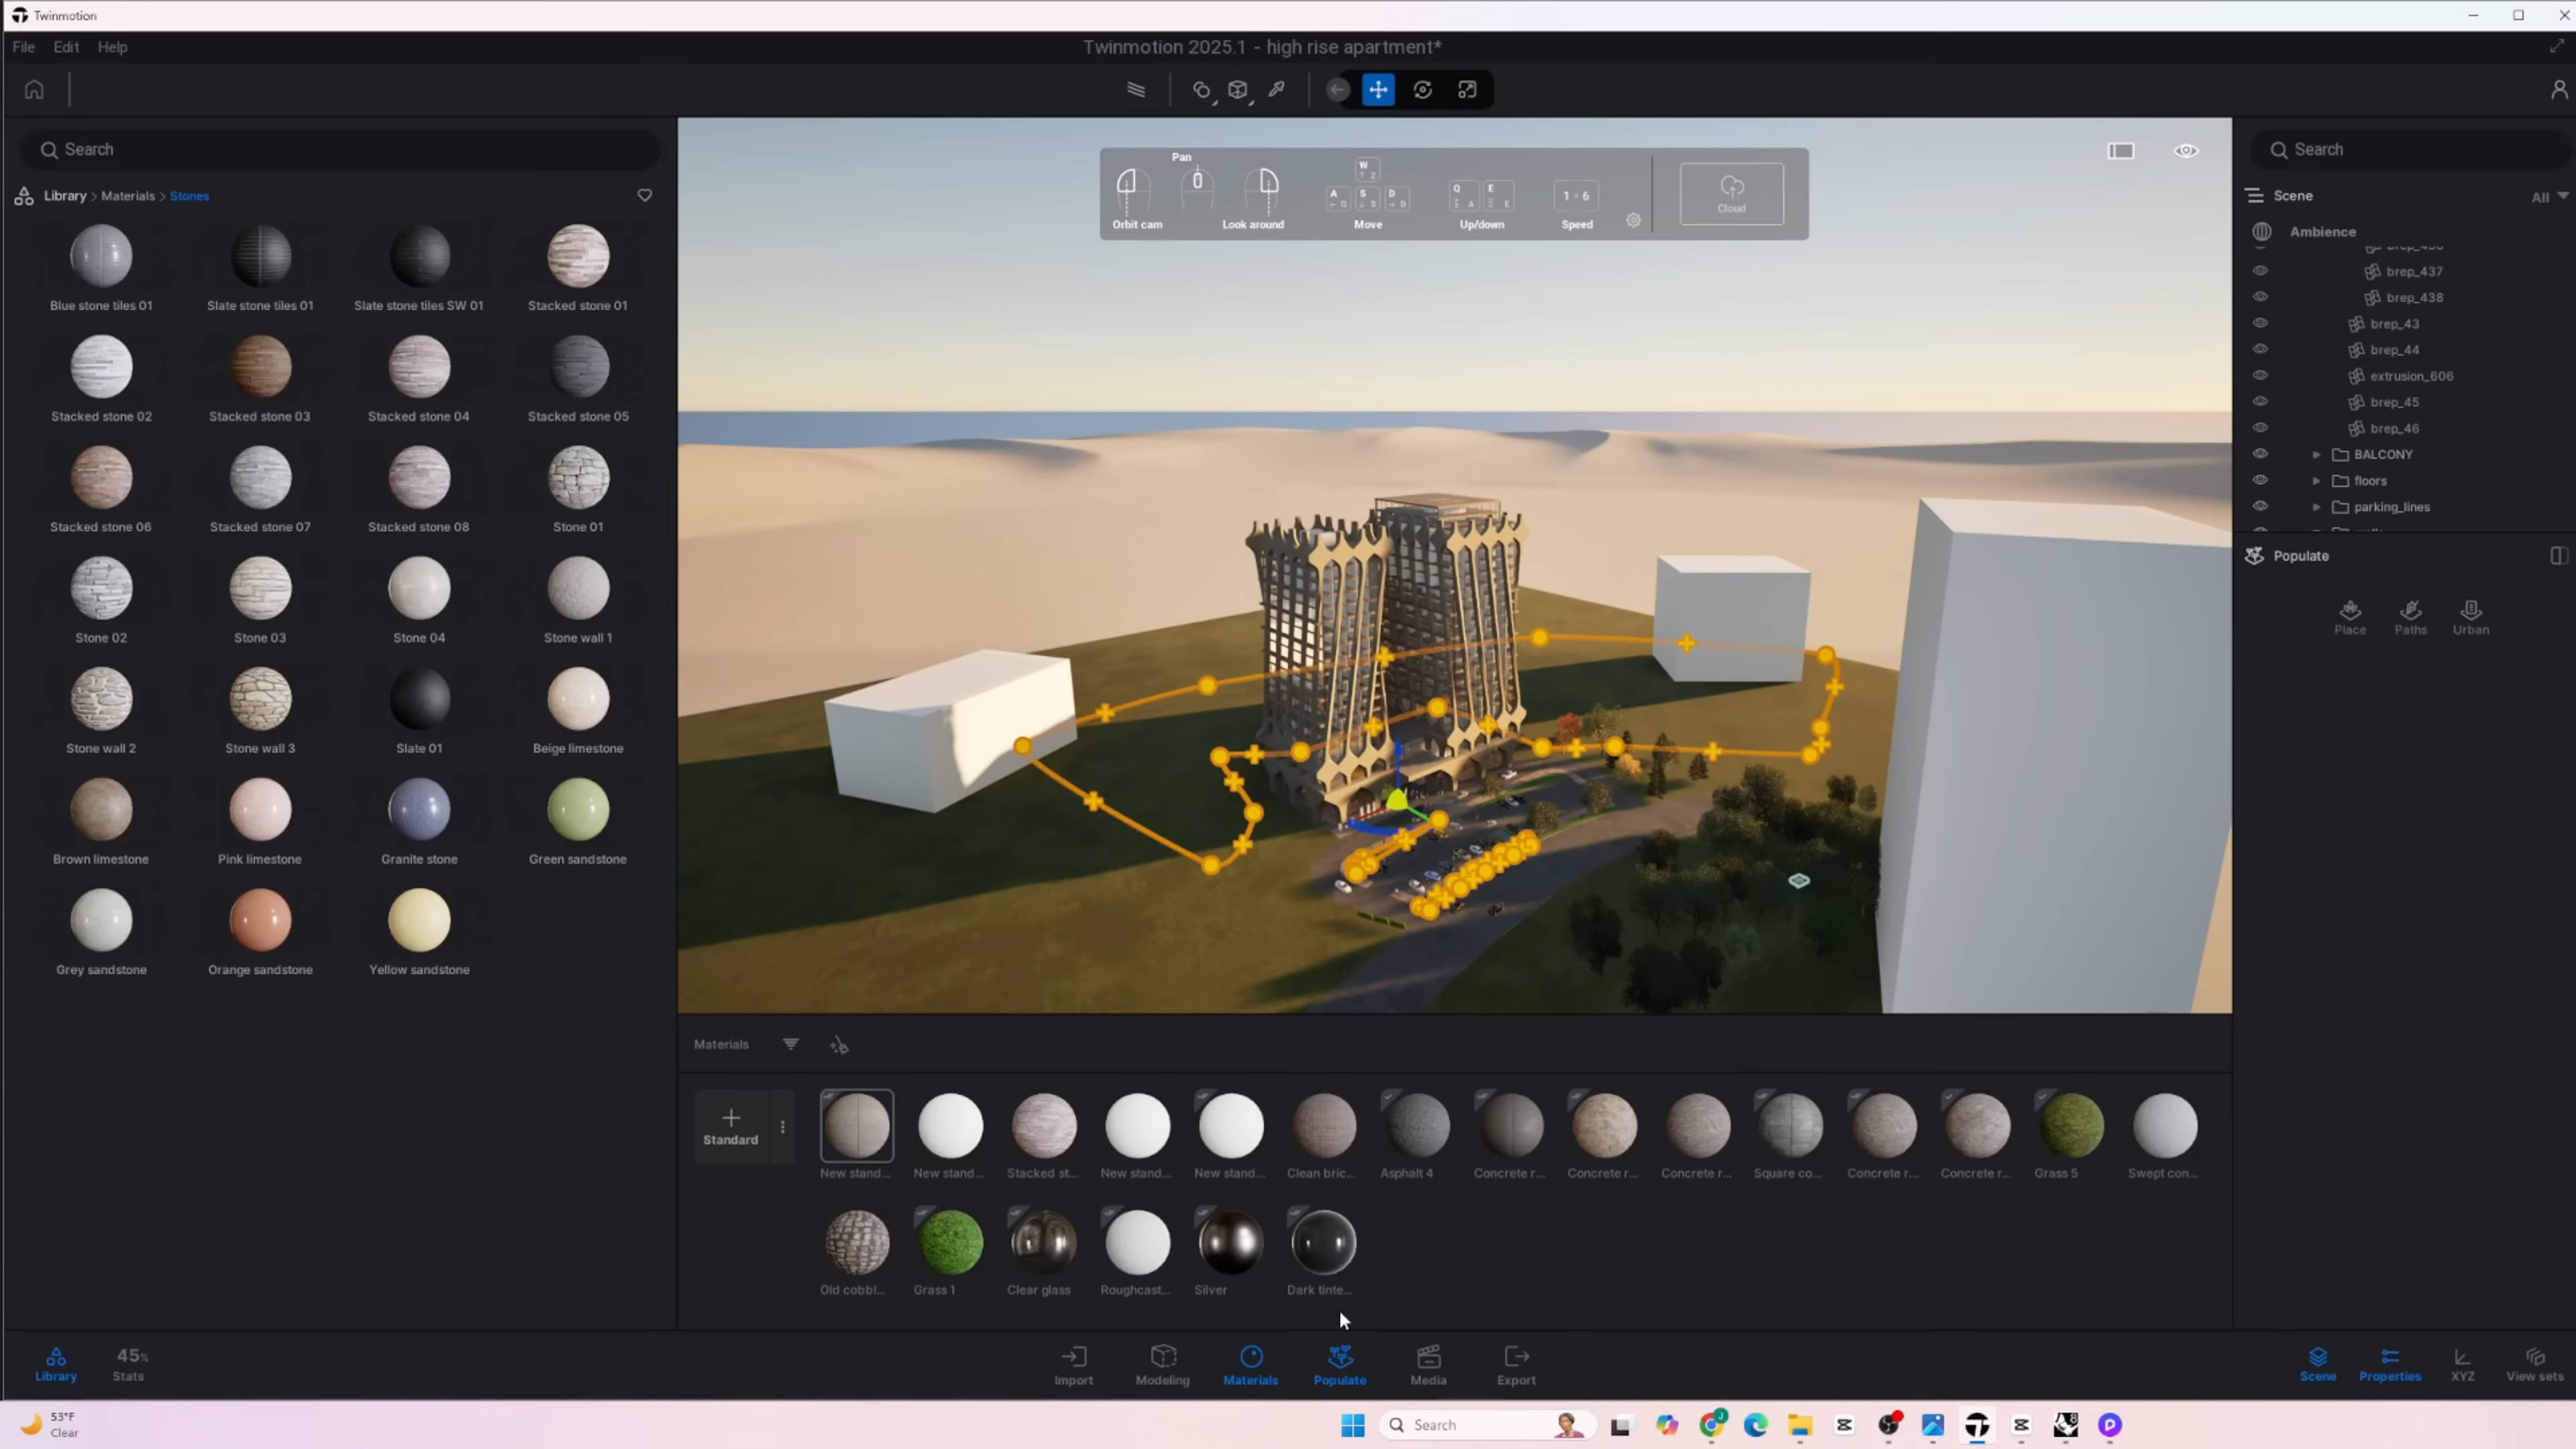 Twinmotion
File Edit Help
Twinmotion 2025.1 - high rise apartment*
Search
Library > Materials > Stones
Blue stone tiles 01
Slate stone tiles 01
Slate stone tiles SW 01
Stacked stone 01
Stacked stone 02
Stacked stone 03
Stacked stone 04
Stacked stone 05
Stacked stone 06
Stacked stone 07
Stacked stone 08
Stone 01
Stone 02
Stone 03
Stone 04
Stone wall 1
Stone wall 2
Stone wall 3
Slate 01
Beige limestone
Brown limestone
Pink limestone
Granite stone
Green sandstone
Grey sandstone
Orange sandstone
Yellow sandstone
Pan
Orbit cam
Look around
W
A S D
Move
Q E
Up/down
1 - 6
Speed
Cloud
Search
Scene
All
Ambience
brep_437
brep_438
brep_43
brep_44
extrusion_606
brep_45
brep_46
BALCONY
floors
parking_lines
Populate
Place
Paths
Urban
Materials
Standard
New stand...
New stand...
Stacked st...
New stand...
New stand...
Clean bric...
Asphalt 4
Concrete r...
Concrete r...
Concrete r...
Square co...
Concrete r...
Concrete r...
Grass 5
Swept con...
Old cobbl...
Grass 1
Clear glass
Roughcast...
Silver
Dark tinte...
Library
45%
Stats
Import
Modeling
Materials
Populate
Media
Export
Scene
Properties
XYZ
View sets
53°F
Clear
Search